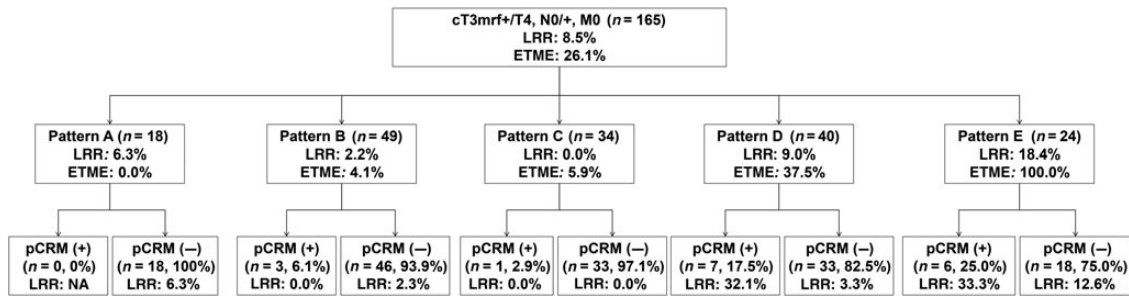 cT3mrf+/T4, N0/+, M0 (n = 165)
LRR: 8.5%
ETME: 26.1%
Pattern A (n = 18)
LRR: 6.3%
ETME: 0.0%
Pattern B (n = 49)
LRR: 2.2%
ETME: 4.1%
Pattern C (n = 34)
LRR: 0.0%
ETME: 5.9%
Pattern D (n = 40)
LRR: 9.0%
ETME: 37.5%
Pattern E (n = 24)
LRR: 18.4%
ETME: 100.0%
pCRM (+)
(n = 0, 0%)
LRR: NA
pCRM (—)
(n = 18, 100%)
LRR: 6.3%
pCRM (+)
(n = 3, 6.1%)
LRR: 0.0%
pCRM (—)
(n = 46, 93.9%)
LRR: 2.3%
pCRM (+)
(n = 1, 2.9%)
LRR: 0.0%
pCRM (—)
(n = 33, 97.1%)
LRR: 0.0%
pCRM (+)
(n = 7, 17.5%)
LRR: 32.1%
pCRM (—)
(n = 33, 82.5%)
LRR: 3.3%
pCRM (+)
(n = 6, 25.0%)
LRR: 33.3%
pCRM (—)
(n = 18, 75.0%)
LRR: 12.6%